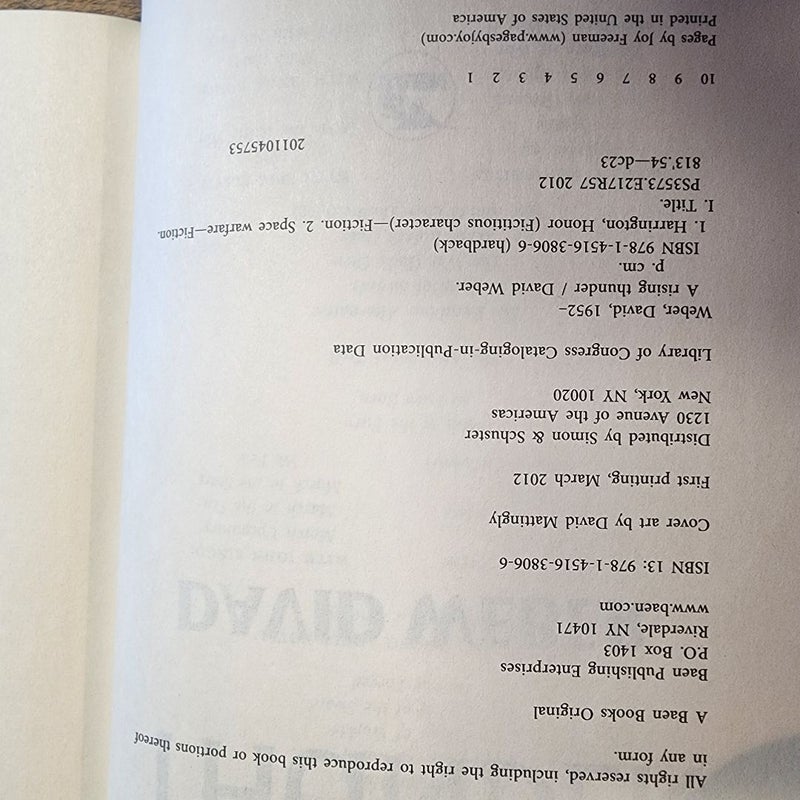 All rights reserved, including the right to reproduce this book or portions thereof
in any form.
A Baen Books Original
Baen Publishing Enterprises
P.O. Box 1403
Riverdale, NY 10471
www.baen.com
ISBN 13: 978-1-4516-3806-6
Cover art by David Mattingly
First printing, March 2012
Distributed by Simon & Schuster
1230 Avenue of the Americas
New York, NY 10020
Library of Congress Cataloging-in-Publication Data
Weber, David, 1952–
A rising thunder / David Weber.
p. cm.
ISBN 978-1-4516-3806-6 (hardback)
1. Harrington, Honor (Fictitious character)—Fiction. 2. Space warfare—Fiction.
I. Title.
PS3573.E217R57 2012
813'.54—dc23
2011045753
10 9 8 7 6 5 4 3 2 1
Pages by Joy Freeman (www.pagesbyjoy.com)
Printed in the United States of America
DAVID WEBE